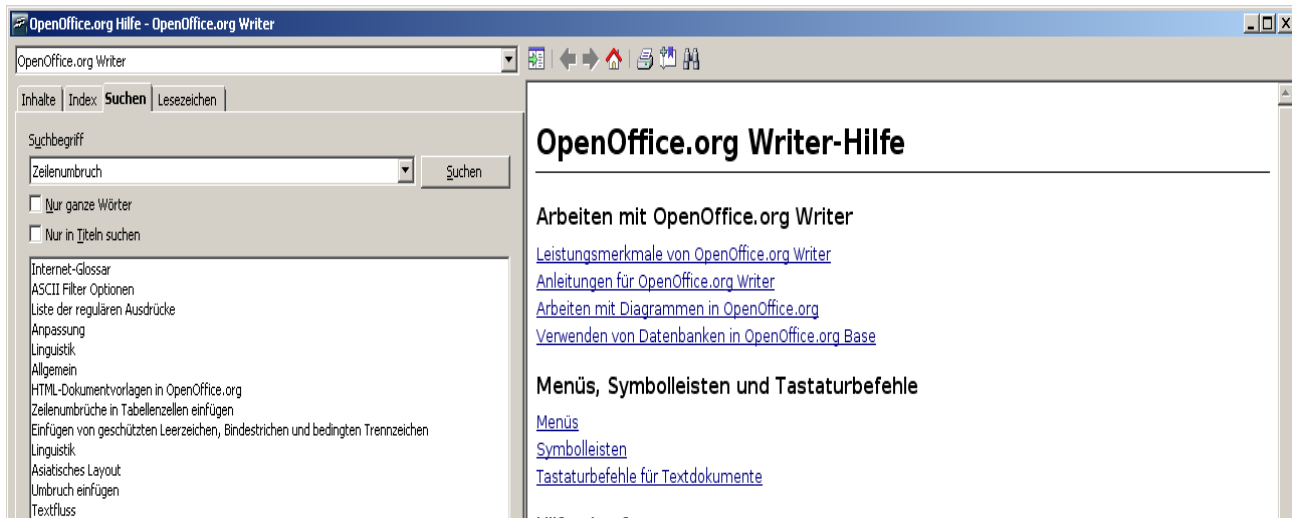 OpenOffice.org Hilfe - OpenOffice.org Writer
OpenOffice.org Writer
Inhalte Index Suchen Lesezeichen
Suchbegriff
Zeilenumbruch Suchen
Nur ganze Wörter
Nur in Titeln suchen
Internet-Glossar
ASCII Filter Optionen
Liste der regulären Ausdrücke
Anpassung
Linguistik
Allgemein
HTML-Dokumentvorlagen in OpenOffice.org
Zeilenumbrüche in Tabellenzellen einfügen
Einfügen von geschützten Leerzeichen, Bindestrichen und bedingten Trennzeichen
Linguistik
Asiatisches Layout
Umbruch einfügen
Textfluss
OpenOffice.org Writer-Hilfe
Arbeiten mit OpenOffice.org Writer
Leistungsmerkmale von OpenOffice.org Writer
Anleitungen für OpenOffice.org Writer
Arbeiten mit Diagrammen in OpenOffice.org
Verwenden von Datenbanken in OpenOffice.org Base
Menüs, Symbolleisten und Tastaturbefehle
Menüs
Symbolleisten
Tastaturbefehle für Textdokumente